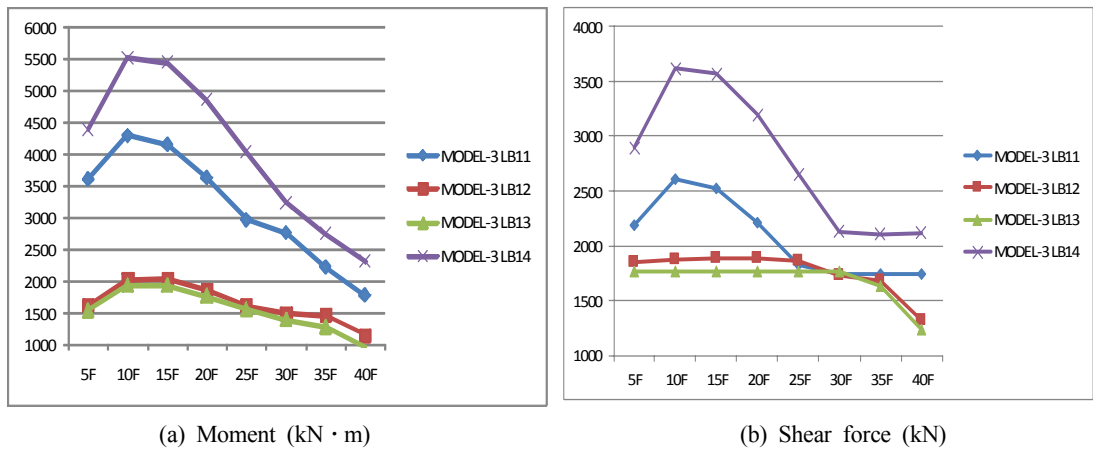 6000
5500
5000
4500
4000
3500
3000
2500
2000
1500
1000
5F 10F 15F 20F 25F 30F 35F 40F
MODEL-3 LB11
MODEL-3 LB12
MODEL-3 LB13
MODEL-3 LB14
(a) Moment (kN · m)
4000
3500
3000
2500
2000
1500
1000
5F 10F 15F 20F 25F 30F 35F 40F
MODEL-3 LB11
MODEL-3 LB12
MODEL-3 LB13
MODEL-3 LB14
(b) Shear force (kN)